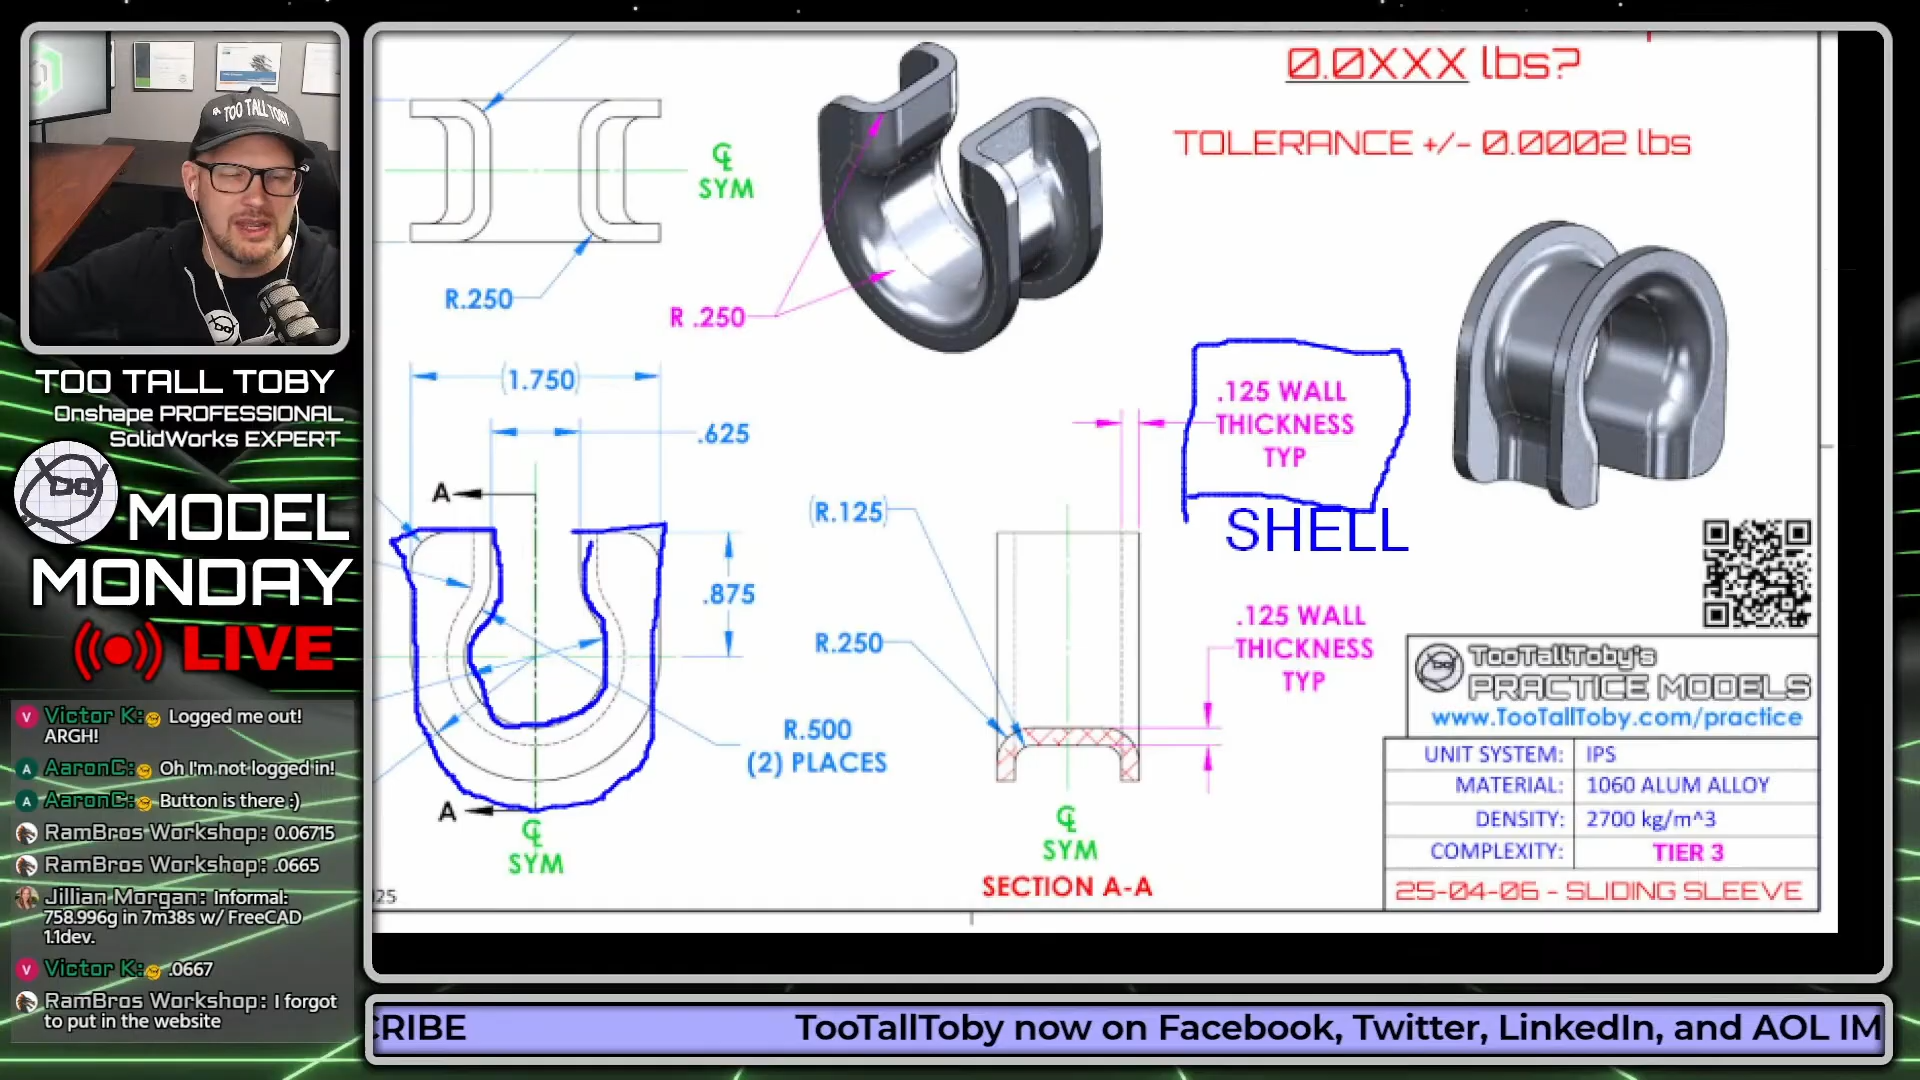 TOO TALL TOBY
TOO TALL TOBY
Onshape PROFESSIONAL
SolidWorks EXPERT
MODEL
MONDAY
LIVE
Victor K: Logged me out!
ARGH!
AaronC: Oh I'm not logged in!
AaronC: Button is there :)
RamBros Workshop: 0.06715
RamBros Workshop: .0665
Jillian Morgan: Informal:
758.996g in 7m38s w/ FreeCAD
1.1dev.
Victor K: .0667
RamBros Workshop: I forgot
to put in the website
0.0XXX lbs?
TOLERANCE +/- 0.0002 lbs
℄
SYM
R.250
R .250
(1.750)
.625
A
.875
R.500
(2) PLACES
A
℄
SYM
25
.125 WALL
THICKNESS
TYP
SHELL
(R.125)
R.250
.125 WALL
THICKNESS
TYP
℄
SYM
SECTION A-A
TooTallToby's
PRACTICE MODELS
www.TooTallToby.com/practice
UNIT SYSTEM: IPS
MATERIAL: 1060 ALUM ALLOY
DENSITY: 2700 kg/m^3
COMPLEXITY: TIER 3
25-04-06 - SLIDING SLEEVE
CRIBE TooTallToby now on Facebook, Twitter, LinkedIn, and AOL IM